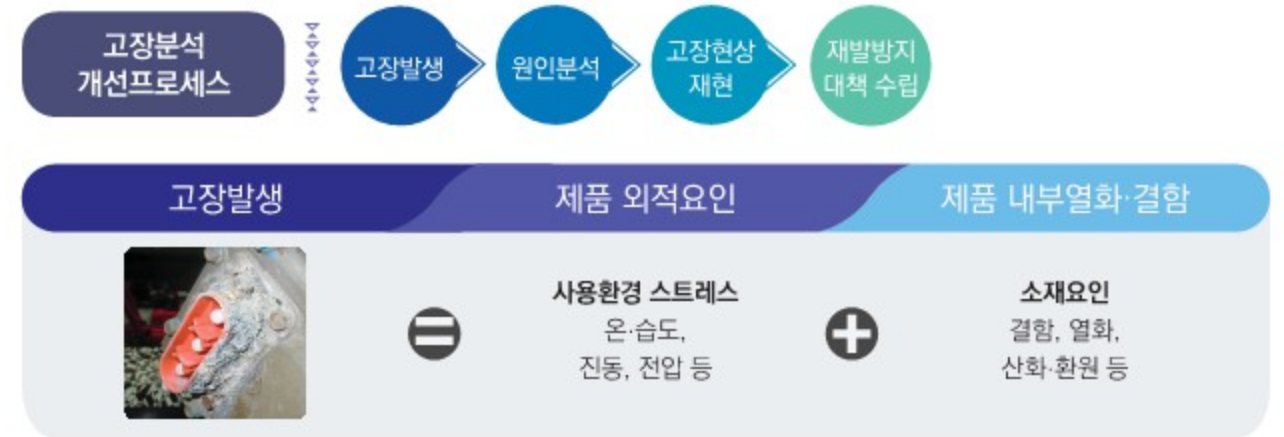 고장분석
개선프로세스
고장발생
원인분석
고장현상
재현
재발방지
대책 수립
고장발생
제품 외적요인
제품 내부열화·결함
사용환경 스트레스
온·습도,
진동, 전압 등
소재요인
결함, 열화,
산화·환원 등